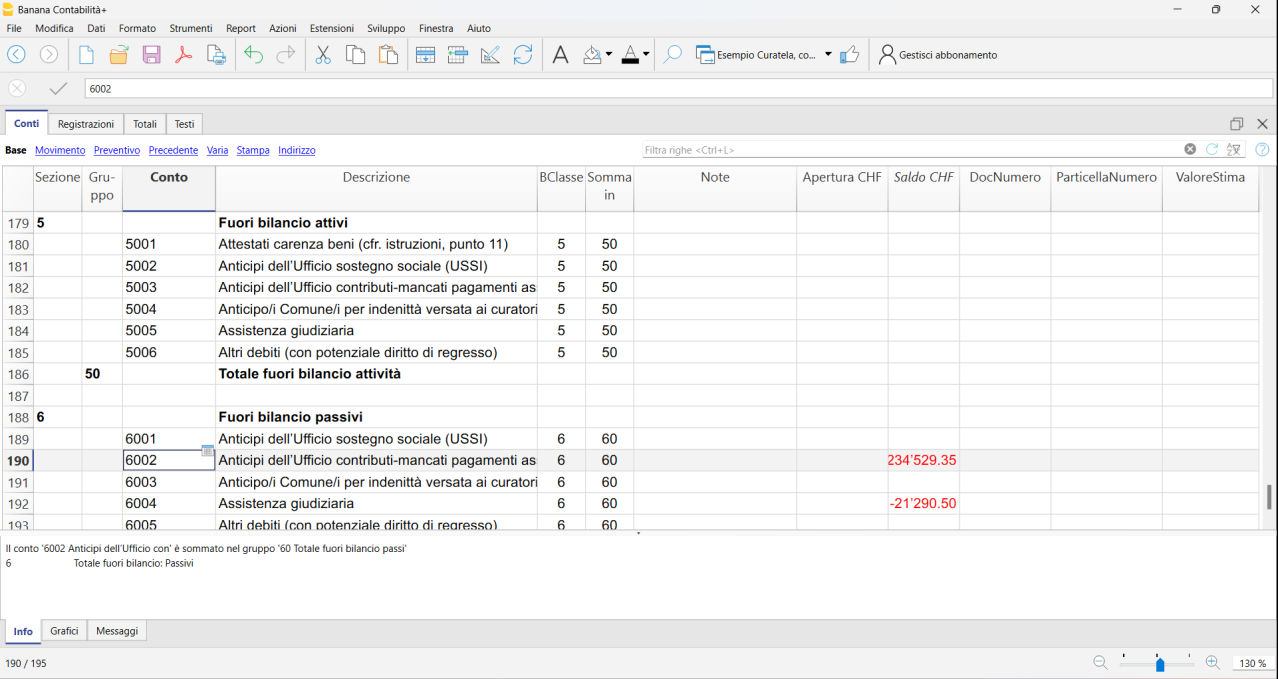 Banana Contabilità+
File Modifica Dati Formato Strumenti Report Azioni Estensioni Sviluppo Finestra Aiuto
Esempio Curatela, co... Gestisci abbonamento
6002
Conti Registrazioni Totali Testi
Base Movimento Preventivo Precedente Varia Stampa Indirizzo Filtra righe <Ctrl+L>
Sezione Gru-ppo Conto Descrizione BClasse Somma in Note Apertura CHF Saldo CHF DocNumero ParticellaNumero ValoreStima
179 5 Fuori bilancio attivi
180 5001 Attestati carenza beni (cfr. istruzioni, punto 11) 5 50
181 5002 Anticipi dell'Ufficio sostegno sociale (USSI) 5 50
182 5003 Anticipi dell'Ufficio contributi-mancati pagamenti as 5 50
183 5004 Anticipo/i Comune/i per indenittà versata ai curatori 5 50
184 5005 Assistenza giudiziaria 5 50
185 5006 Altri debiti (con potenziale diritto di regresso) 5 50
186 50 Totale fuori bilancio attività
187
188 6 Fuori bilancio passivi
189 6001 Anticipi dell'Ufficio sostegno sociale (USSI) 6 60
190 6002 Anticipi dell'Ufficio contributi-mancati pagamenti as 6 60 234'529.35
191 6003 Anticipo/i Comune/i per indenittà versata ai curatori 6 60
192 6004 Assistenza giudiziaria 6 60 -21'290.50
193 6005 Altri debiti (con potenziale diritto di regresso) 6 60
Il conto '6002 Anticipi dell'Ufficio con' è sommato nel gruppo '60 Totale fuori bilancio passi'
6 Totale fuori bilancio: Passivi
Info Grafici Messaggi
190 / 195 130 %